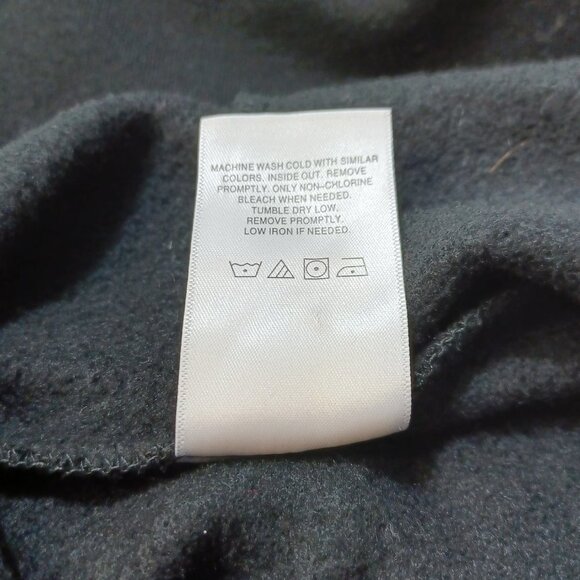 MACHINE WASH COLD WITH SIMILAR
COLORS. INSIDE OUT. REMOVE
PROMPTLY. ONLY NON-CHLORINE
BLEACH WHEN NEEDED.
TUMBLE DRY LOW.
REMOVE PROMPTLY.
LOW IRON IF NEEDED.